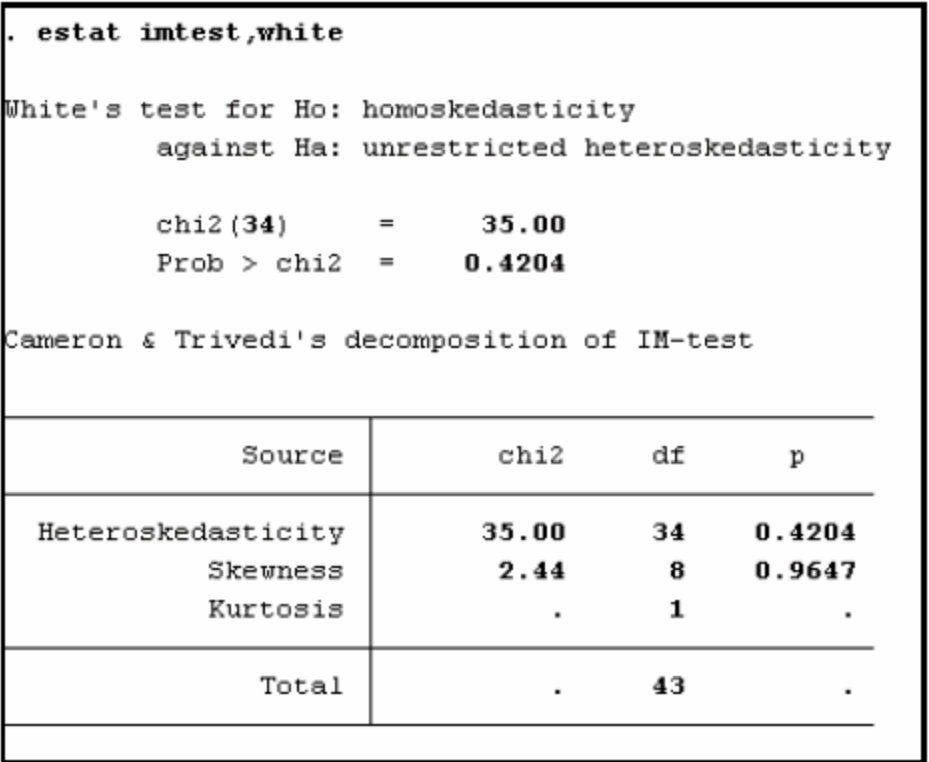 . estat imtest,white
White's test for Ho: homoskedasticity
against Ha: unrestricted heteroskedasticity
chi2(34) = 35.00
Prob > chi2 = 0.4204
Cameron & Trivedi's decomposition of IM-test
Source chi2 df p
Heteroskedasticity 35.00 34 0.4204
Skewness 2.44 8 0.9647
Kurtosis . 1 .
Total . 43 .